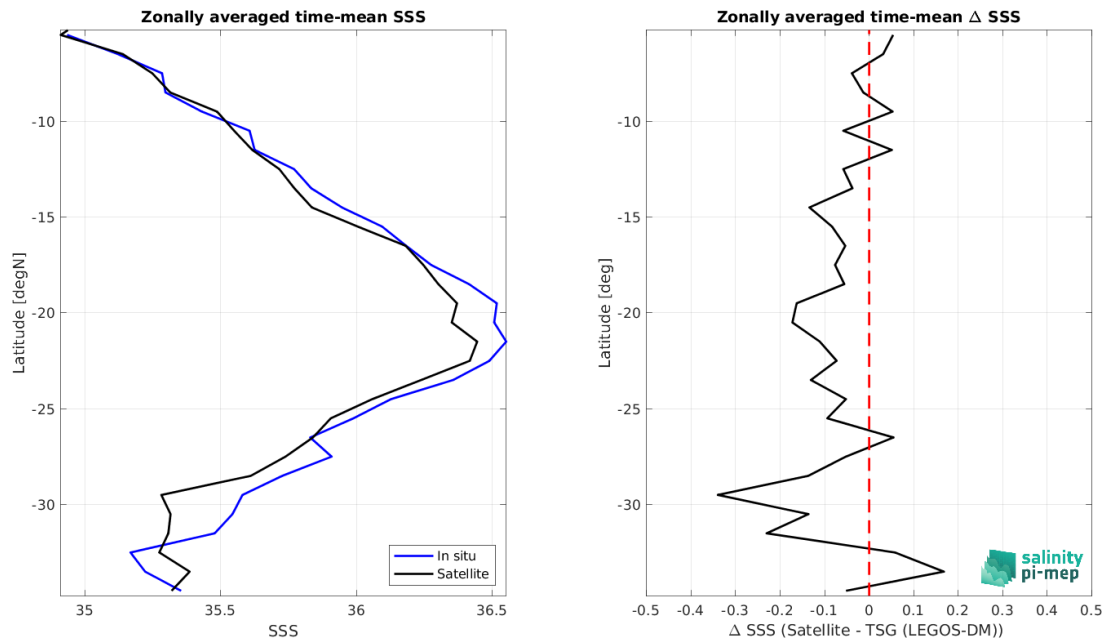 Zonally averaged time-mean SSS
Latitude [degN]
-10
-15
-20
-25
-30
35
35.5
36
36.5
SSS
In situ
Satellite
Zonally averaged time-mean Δ SSS
Latitude [deg]
-10
-15
-20
-25
-30
-0.5
-0.4
-0.3
-0.2
-0.1
0
0.1
0.2
0.3
0.4
0.5
Δ SSS (Satellite - TSG (LEGOS-DM))
salinity
pi-mep